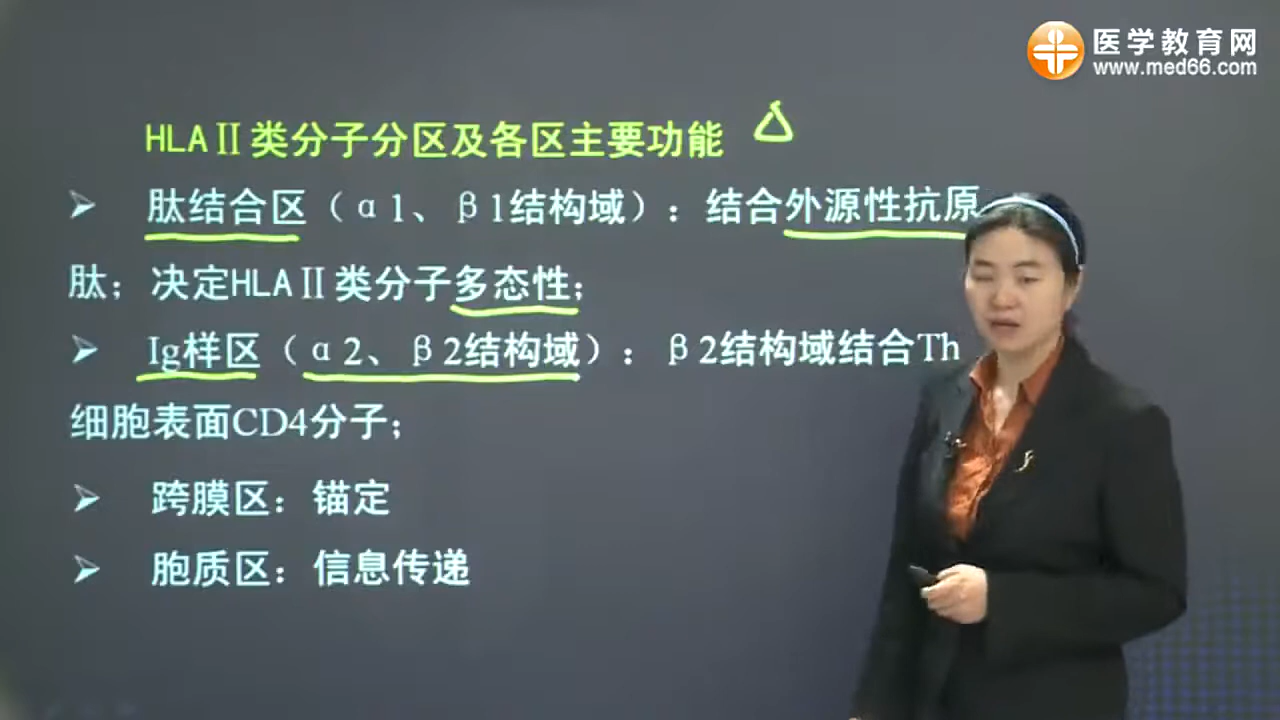 医学教育网
www.med66.com
HLAⅡ类分子分区及各区主要功能
➢ 肽结合区（α1、β1结构域）：结合外源性抗原
肽；决定HLAⅡ类分子多态性；
➢ Ig样区（α2、β2结构域）：β2结构域结合Th
细胞表面CD4分子；
➢ 跨膜区：锚定
➢ 胞质区：信息传递